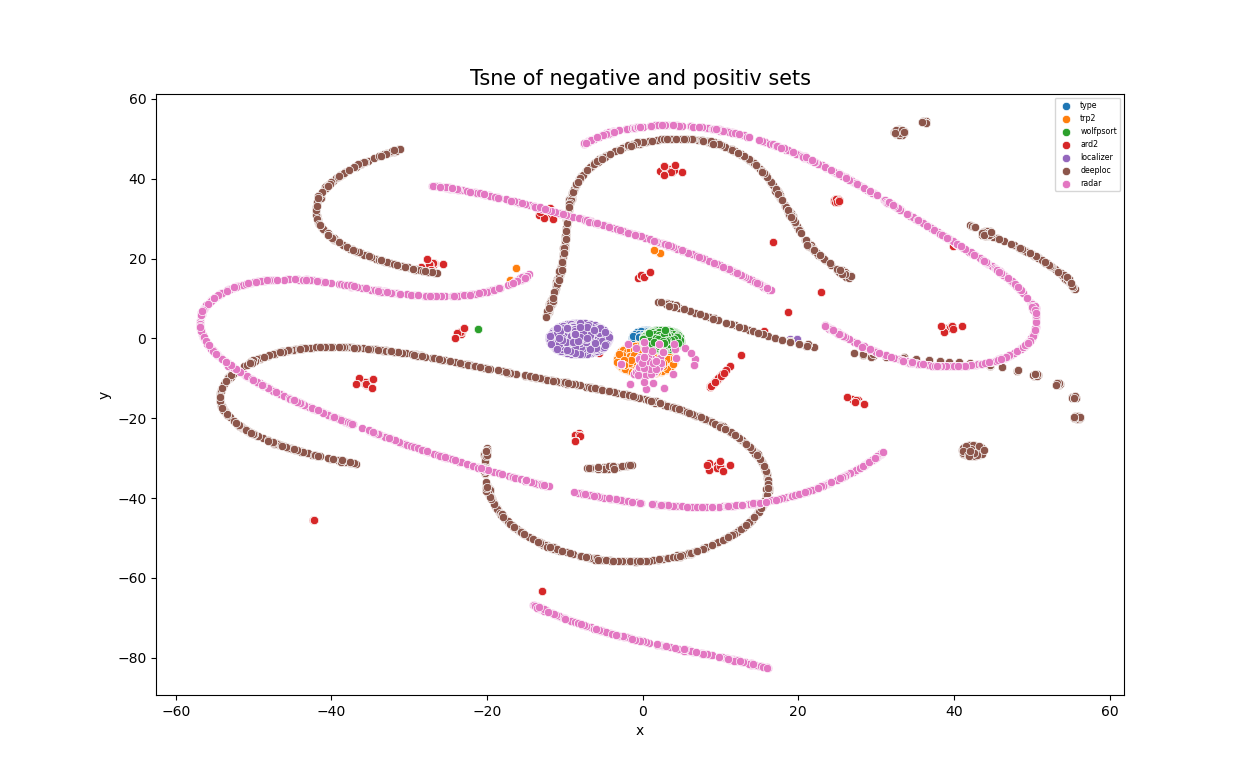 Tsne of negative and positiv sets
60
40
20
0
−20
−40
−60
−80
y
type
trp2
wolfpsort
ard2
localizer
deeploc
radar
−60
−40
−20
0
20
40
60
x